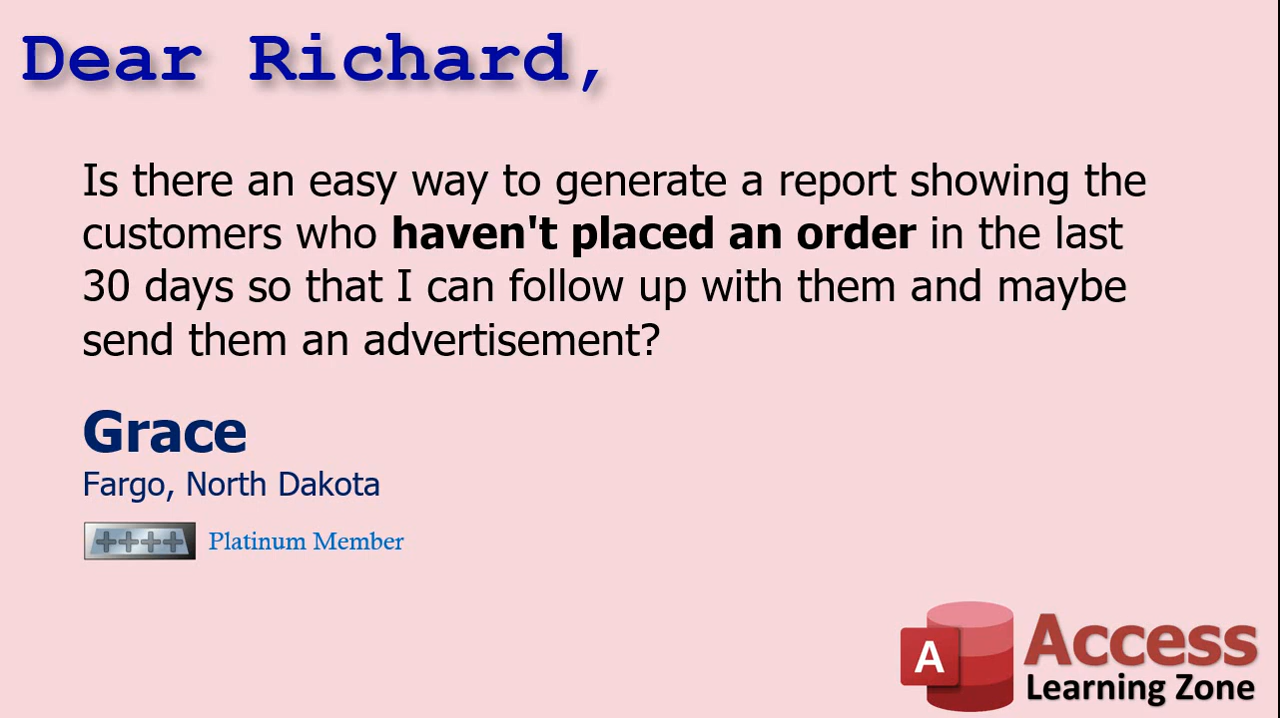 Dear Richard,
Is there an easy way to generate a report showing the
customers who haven't placed an order in the last
30 days so that I can follow up with them and maybe
send them an advertisement?
Grace
Fargo, North Dakota
++++ Platinum Member
A Access
Learning Zone